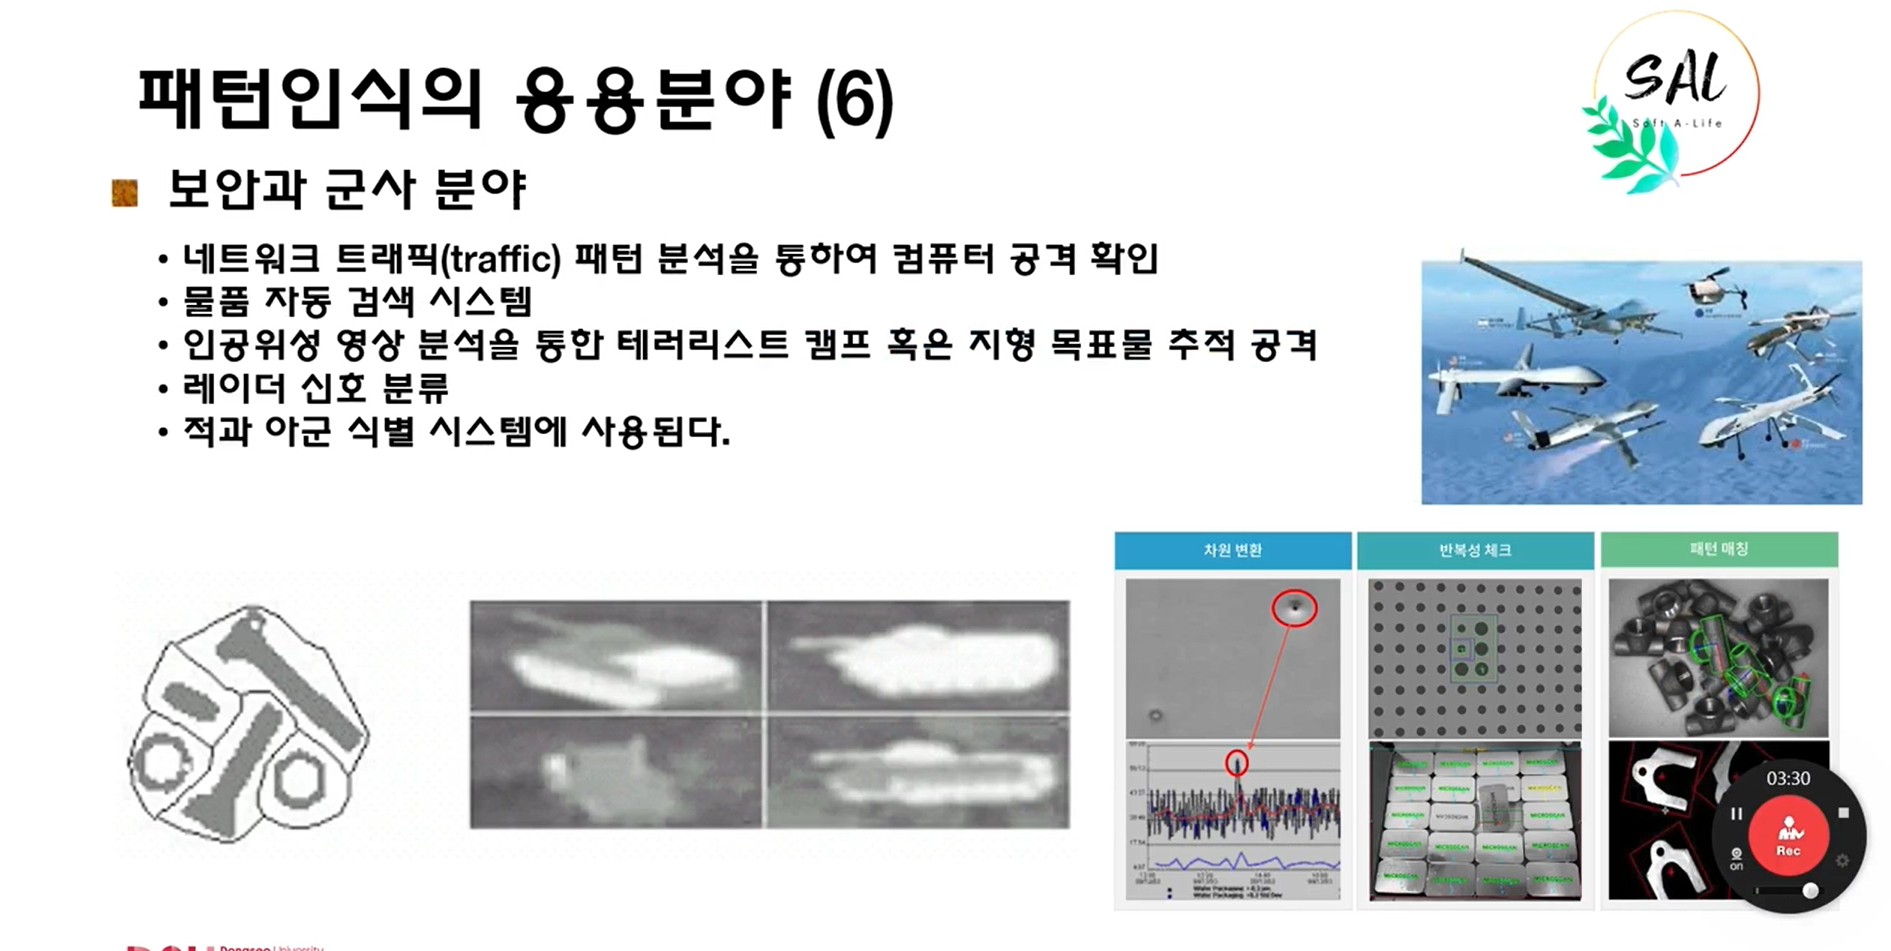 패턴인식의 응용분야 (6)
SAL
Soft A-Life
보안과 군사 분야
• 네트워크 트래픽(traffic) 패턴 분석을 통하여 컴퓨터 공격 확인
• 물품 자동 검색 시스템
• 인공위성 영상 분석을 통한 테러리스트 캠프 혹은 지형 목표물 추적 공격
• 레이더 신호 분류
• 적과 아군 식별 시스템에 사용된다.
차원 변환
반복성 체크
패턴 매칭
MICROSCAN
03:30
Rec
on
Dongseo University